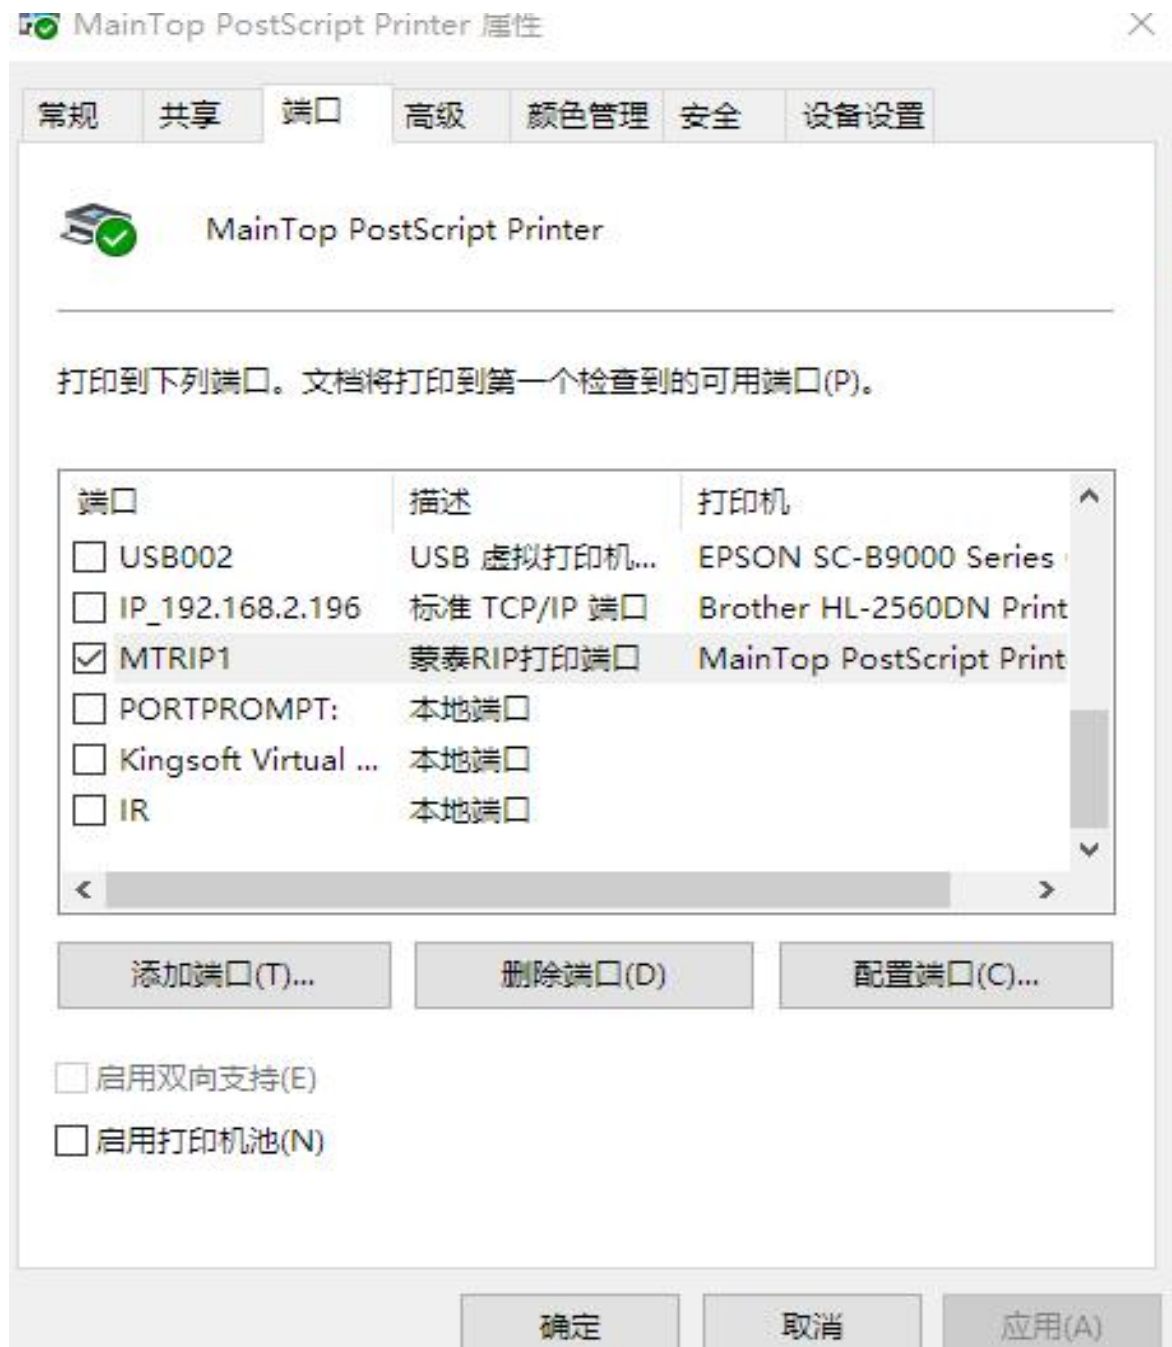 MainTop PostScript Printer 属性
常规 共享 端口 高级 颜色管理 安全 设备设置
MainTop PostScript Printer
打印到下列端口。文档将打印到第一个检查到的可用端口(P)。
端口 描述 打印机
USB002 USB 虚拟打印机... EPSON SC-B9000 Series
IP_192.168.2.196 标准 TCP/IP 端口 Brother HL-2560DN Print
MTRIP1 蒙泰RIP打印端口 MainTop PostScript Print
PORTPROMPT: 本地端口
Kingsoft Virtual ... 本地端口
IR 本地端口
添加端口(T)... 删除端口(D) 配置端口(C)...
启用双向支持(E)
启用打印机池(N)
确定 取消 应用(A)